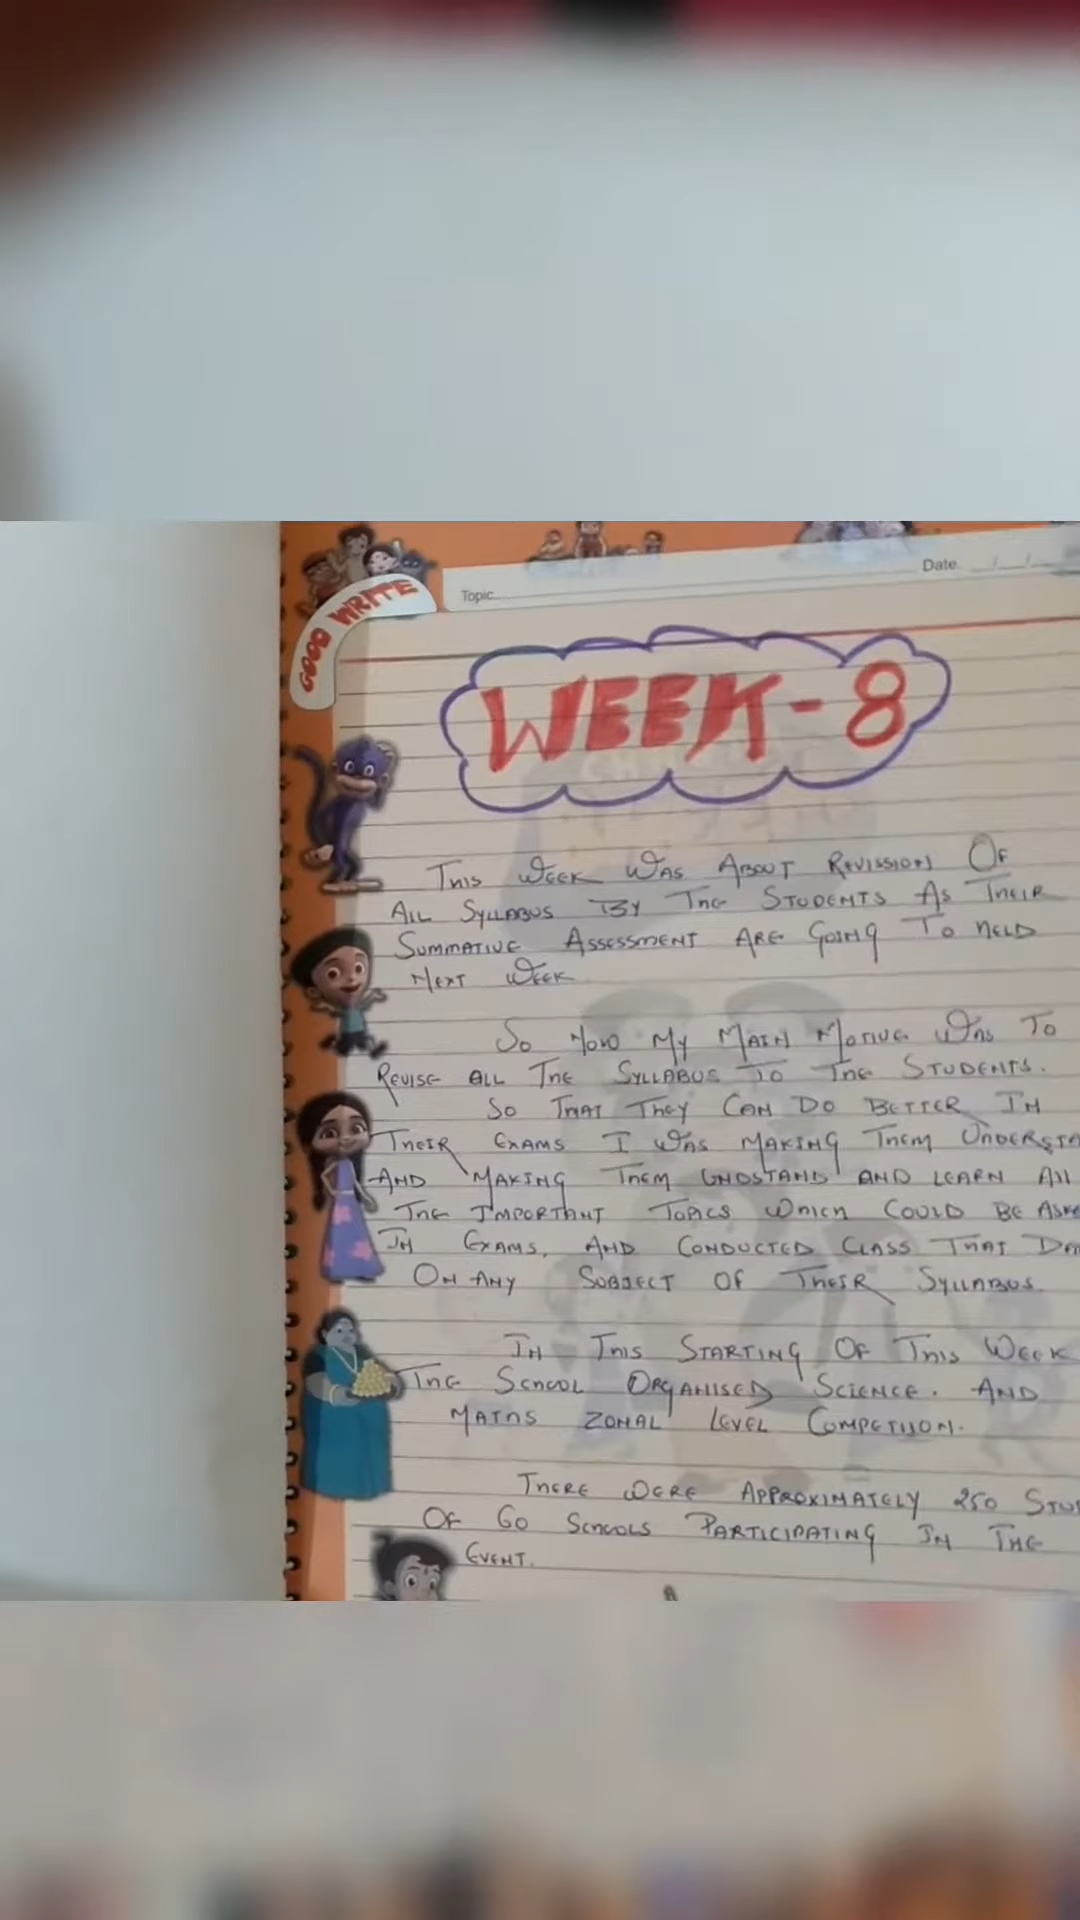 GOOD WRITE
Topic
Date
WEEK-8
THIS WEEK WAS ABOUT REVISSION OF
All SYLLABUS BY THE STUDENTS AS THEIR
SUMMATIVE ASSESSMENT ARE GOING TO HELD
NEXT WEEK
SO NOW MY MAIN MOTIVE WAS TO
REVISE ALL THE SYLLABUS TO THE STUDENTS.
SO THAT THEY CAN DO BETTER IN
THEIR EXAMS I WAS MAKING THEM
AND MAKING THEM UNDSTAND AND LEARN All
THE IMPORTANT TOPICS WHICH COULD BE
IN EXAMS, AND CONDUCTED CLASS THAT
ON ANY SUBJECT OF THEIR SYLLABUS.
IN THIS STARTING OF THIS WEEK
THE SCHOOL ORGANISED SCIENCE. AND
MATHS ZONAL LEVEL COMPETION.
THERE WERE APPROXIMATELY 250
OF 60 SCHOOLS PARTICIPATING IN THE
EVENT.